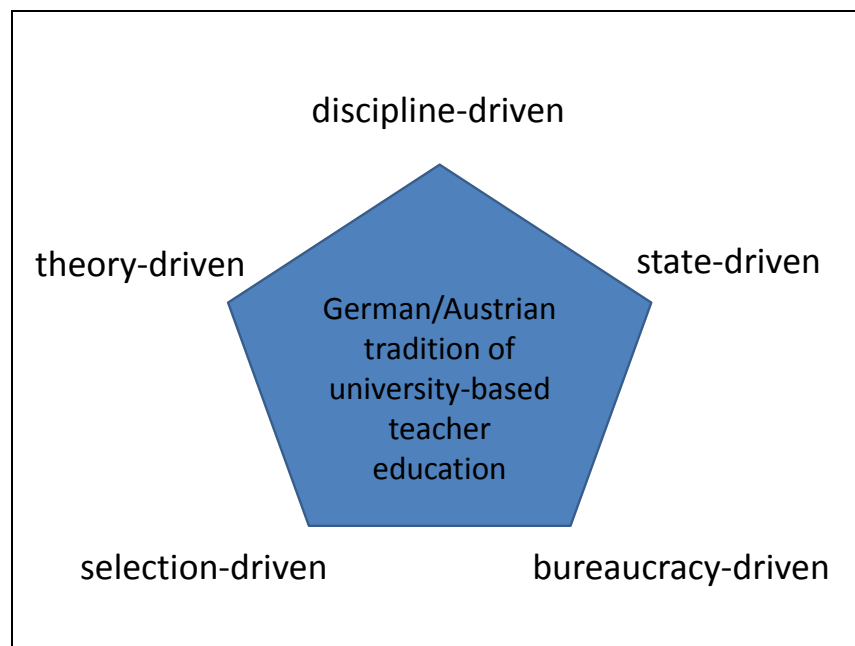 discipline-driven
theory-driven
state-driven
German/Austrian
tradition of
university-based
teacher
education
selection-driven
bureaucracy-driven